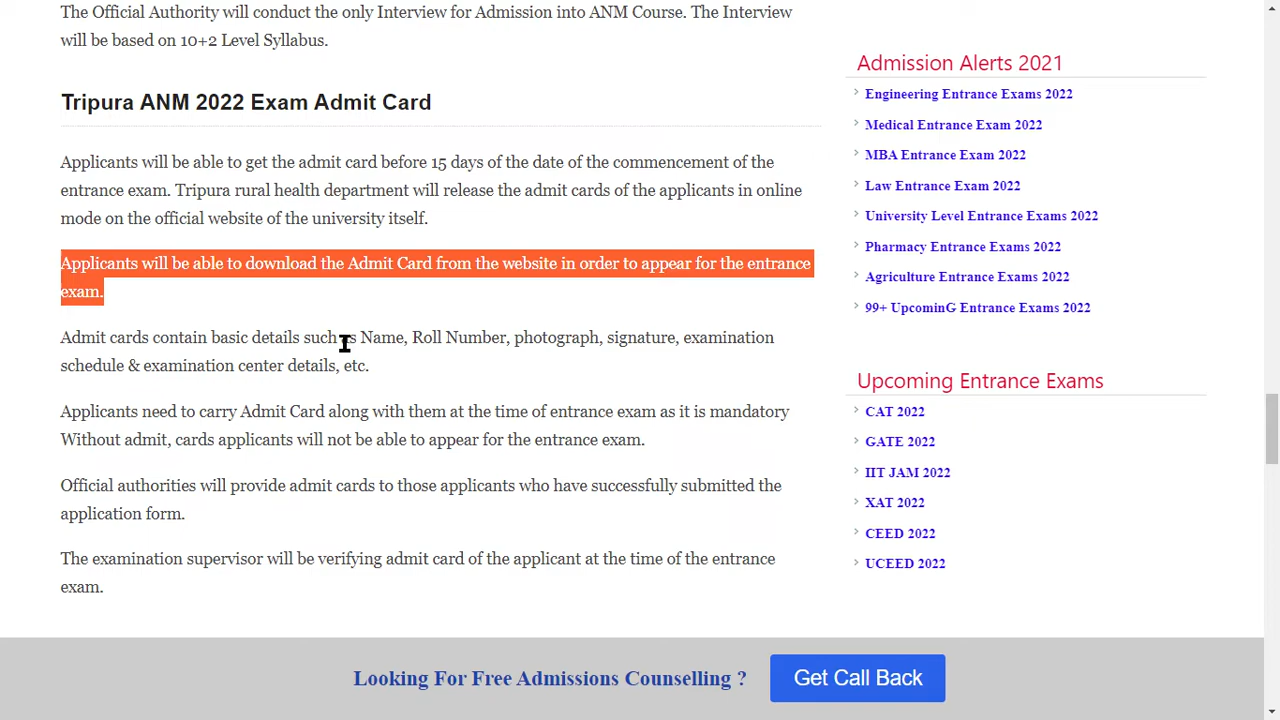 The Official Authority will conduct the only Interview for Admission into ANM Course. The Interview
will be based on 10+2 Level Syllabus.
Tripura ANM 2022 Exam Admit Card
Applicants will be able to get the admit card before 15 days of the date of the commencement of the
entrance exam. Tripura rural health department will release the admit cards of the applicants in online
mode on the official website of the university itself.
Applicants will be able to download the Admit Card from the website in order to appear for the entrance
exam.
Admit cards contain basic details such as Name, Roll Number, photograph, signature, examination
schedule & examination center details, etc.
Applicants need to carry Admit Card along with them at the time of entrance exam as it is mandatory
Without admit, cards applicants will not be able to appear for the entrance exam.
Official authorities will provide admit cards to those applicants who have successfully submitted the
application form.
The examination supervisor will be verifying admit card of the applicant at the time of the entrance
exam.
Admission Alerts 2021
Engineering Entrance Exams 2022
Medical Entrance Exam 2022
MBA Entrance Exam 2022
Law Entrance Exam 2022
University Level Entrance Exams 2022
Pharmacy Entrance Exams 2022
Agriculture Entrance Exams 2022
99+ UpcominG Entrance Exams 2022
Upcoming Entrance Exams
CAT 2022
GATE 2022
IIT JAM 2022
XAT 2022
CEED 2022
UCEED 2022
Looking For Free Admissions Counselling ?
Get Call Back